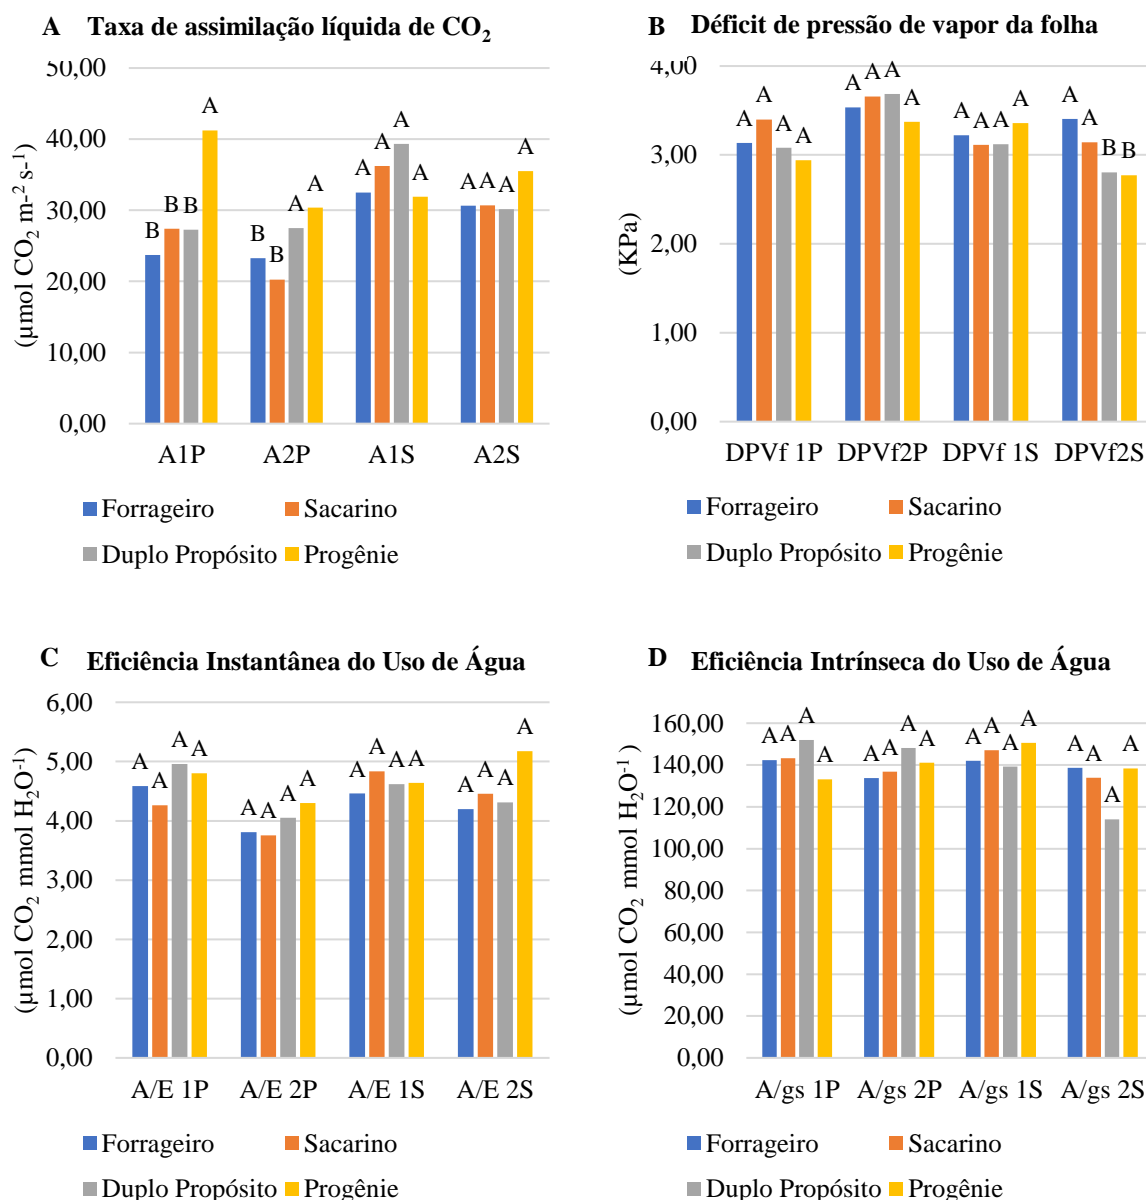 A Taxa de assimilação líquida de CO₂
50,00
40,00
30,00
20,00
10,00
0,00
(µmol CO₂ m-² s-¹)
B B B A
B B A A
A A A A
A A A A
A1P A2P A1S A2S
Forrageiro Sacarino
Duplo Propósito Progênie
B Déficit de pressão de vapor da folha
4,00
3,00
2,00
1,00
0,00
(KPa)
A A A A
A A A A
A A A A
A A B B
DPVf 1P DPVf2P DPVf 1S DPVf2S
Forrageiro Sacarino
Duplo Propósito Progênie
C Eficiência Instantânea do Uso de Água
6,00
5,00
4,00
3,00
2,00
1,00
0,00
(µmol CO₂ mmol H₂O⁻¹)
A A A A
A A A A
A A A A
A A A A
A/E 1P A/E 2P A/E 1S A/E 2S
Forrageiro Sacarino
Duplo Propósito Progênie
D Eficiência Intrínseca do Uso de Água
160,00
140,00
120,00
100,00
80,00
60,00
40,00
20,00
0,00
(µmol CO₂ mmol H₂O⁻¹)
A A A A
A A A A
A A A A
A A A A
A/gs 1P A/gs 2P A/gs 1S A/gs 2S
Forrageiro Sacarino
Duplo Propósito Progênie